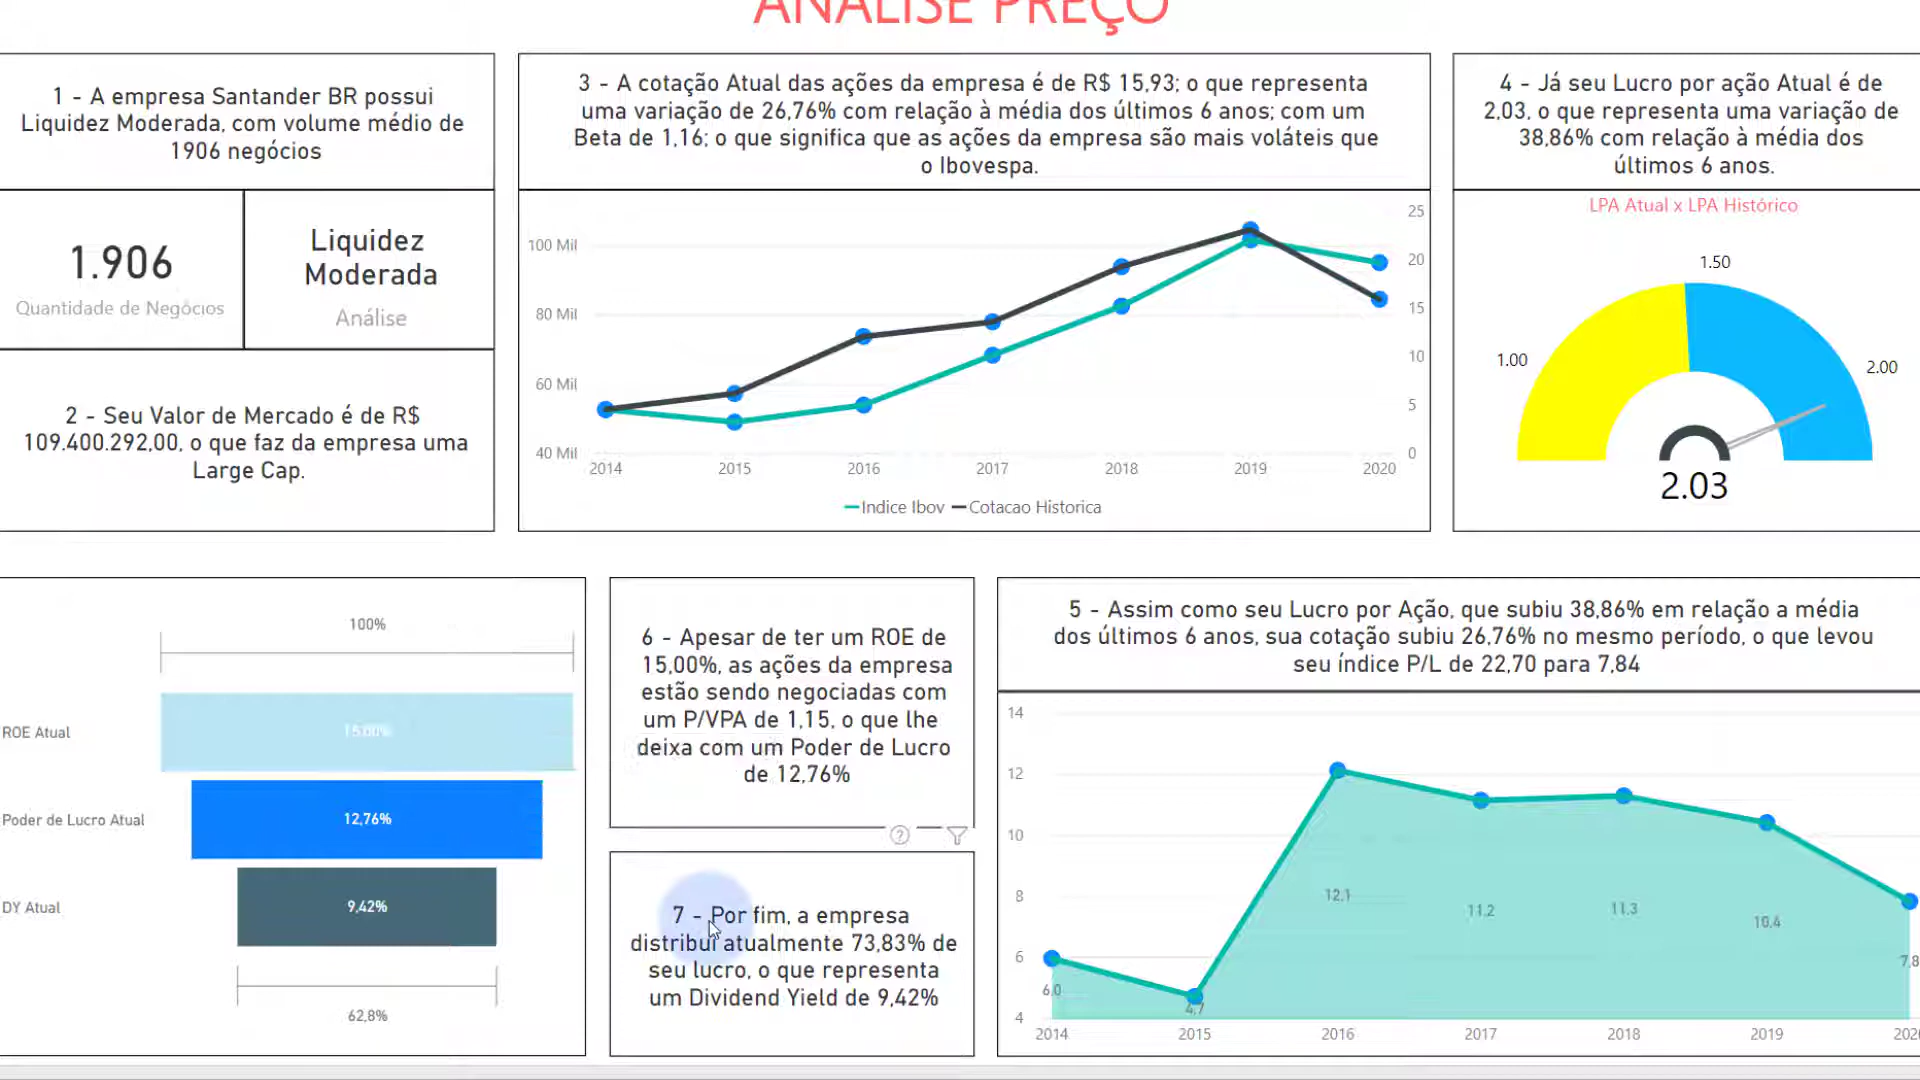 ANÁLISE PREÇO
1 - A empresa Santander BR possui
Liquidez Moderada, com volume médio de
1906 negócios
1.906
Quantidade de Negócios
Liquidez
Moderada
Análise
2 - Seu Valor de Mercado é de R$
109.400.292,00, o que faz da empresa uma
Large Cap.
3 - A cotação Atual das ações da empresa é de R$ 15,93; o que representa
uma variação de 26,76% com relação à média dos últimos 6 anos; com um
Beta de 1,16; o que significa que as ações da empresa são mais voláteis que
o Ibovespa.
100 Mil
80 Mil
60 Mil
40 Mil
25
20
15
10
5
0
2014 2015 2016 2017 2018 2019 2020
Indice Ibov Cotacao Historica
4 - Já seu Lucro por ação Atual é de
2,03, o que representa uma variação de
38,86% com relação à média dos
últimos 6 anos.
LPA Atual x LPA Histórico
1.50
1.00
2.00
2.03
100%
ROE Atual
15,00%
Poder de Lucro Atual
12,76%
DY Atual
9,42%
62,8%
6 - Apesar de ter um ROE de
15,00%, as ações da empresa
estão sendo negociadas com
um P/VPA de 1,15, o que lhe
deixa com um Poder de Lucro
de 12,76%
7 - Por fim, a empresa
distribui atualmente 73,83% de
seu lucro, o que representa
um Dividend Yield de 9,42%
5 - Assim como seu Lucro por Ação, que subiu 38,86% em relação a média
dos últimos 6 anos, sua cotação subiu 26,76% no mesmo período, o que levou
seu índice P/L de 22,70 para 7,84
14
12
10
8
6
4
6.0
4.7
12.1
11.2
11.3
10.4
7.8
2014 2015 2016 2017 2018 2019 202